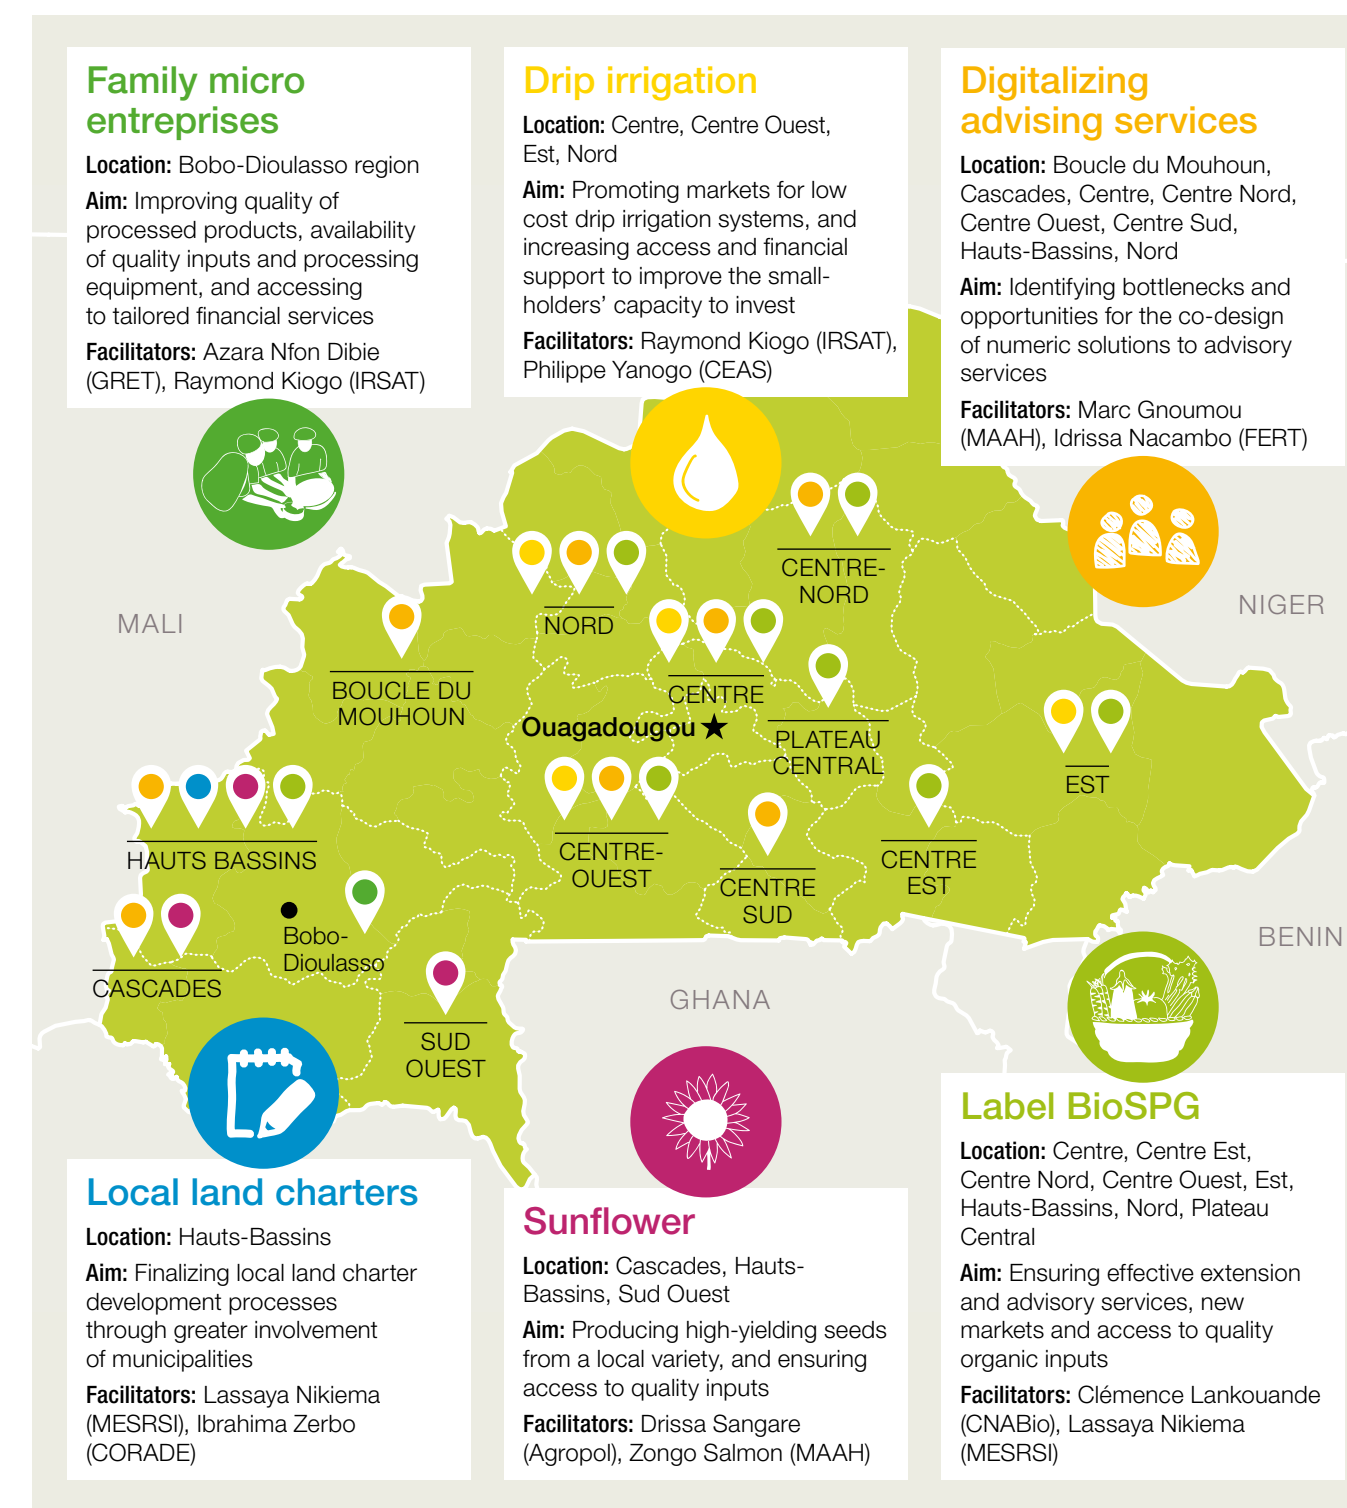 Family micro
entreprises
Location: Bobo-Dioulasso region
Aim: Improving quality of
processed products, availability
of quality inputs and processing
equipment, and accessing
to tailored financial services
Facilitators: Azara Nfon Dibie
(GRET), Raymond Kiogo (IRSAT)
Drip irrigation
Location: Centre, Centre Ouest,
Est, Nord
Aim: Promoting markets for low
cost drip irrigation systems, and
increasing access and financial
support to improve the small-
holders’ capacity to invest
Facilitators: Raymond Kiogo (IRSAT),
Philippe Yanogo (CEAS)
Digitalizing
advising services
Location: Boucle du Mouhoun,
Cascades, Centre, Centre Nord,
Centre Ouest, Centre Sud,
Hauts-Bassins, Nord
Aim: Identifying bottlenecks and
opportunities for the co-design
of numeric solutions to advisory
services
Facilitators: Marc Gnoumou
(MAAH), Idrissa Nacambo (FERT)
CENTRE-
NORD
NIGER
MALI
NORD
BOUCLE DU
MOUHOUN
CENTRE
Ouagadougou
PLATEAU
CENTRAL
EST
HAUTS BASSINS
CENTRE-
OUEST
CENTRE
SUD
CENTRE
EST
Bobo-
Dioulasso
BENIN
CASCADES
GHANA
SUD
OUEST
Local land charters
Location: Hauts-Bassins
Aim: Finalizing local land charter
development processes
through greater involvement
of municipalities
Facilitators: Lassaya Nikiema
(MESRSI), Ibrahima Zerbo
(CORADE)
Sunflower
Location: Cascades, Hauts-
Bassins, Sud Ouest
Aim: Producing high-yielding seeds
from a local variety, and ensuring
access to quality inputs
Facilitators: Drissa Sangare
(Agropol), Zongo Salmon (MAAH)
Label BioSPG
Location: Centre, Centre Est,
Centre Nord, Centre Ouest, Est,
Hauts-Bassins, Nord, Plateau
Central
Aim: Ensuring effective extension
and advisory services, new
markets and access to quality
organic inputs
Facilitators: Clémence Lankouande
(CNABio), Lassaya Nikiema
(MESRSI)